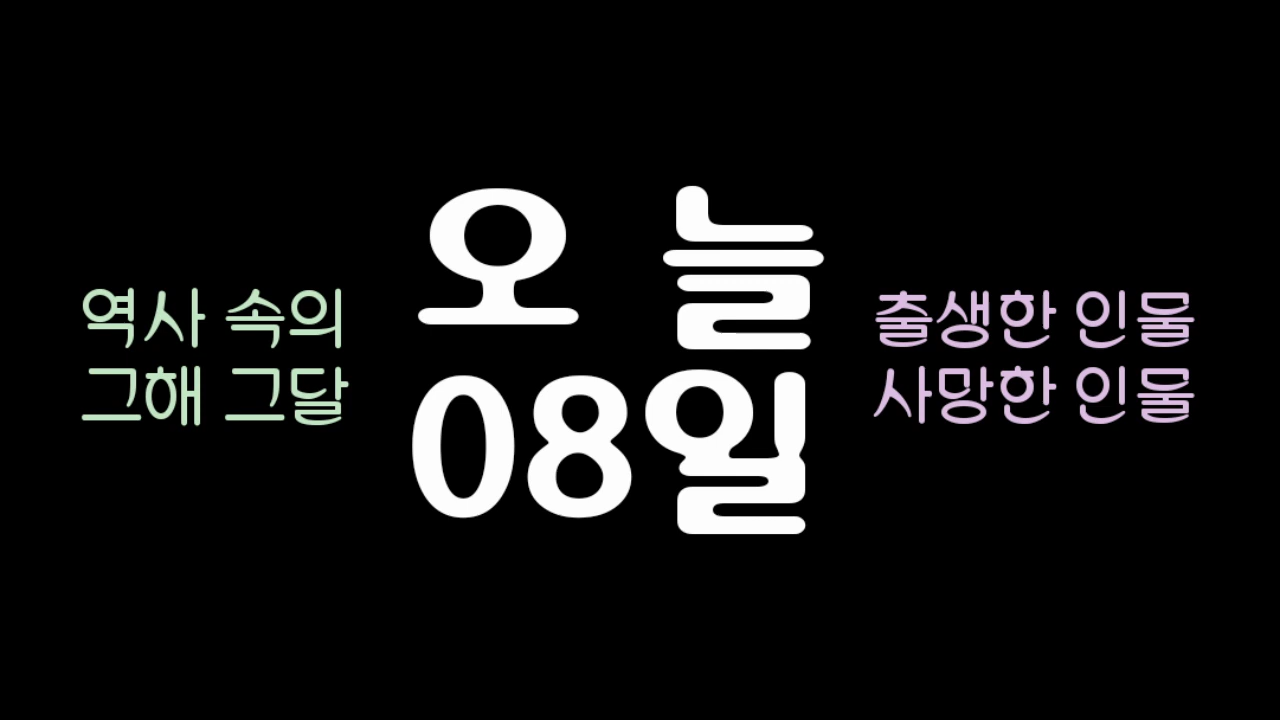 역사 속의
그해 그달
오 늘
08일
출생한 인물
사망한 인물